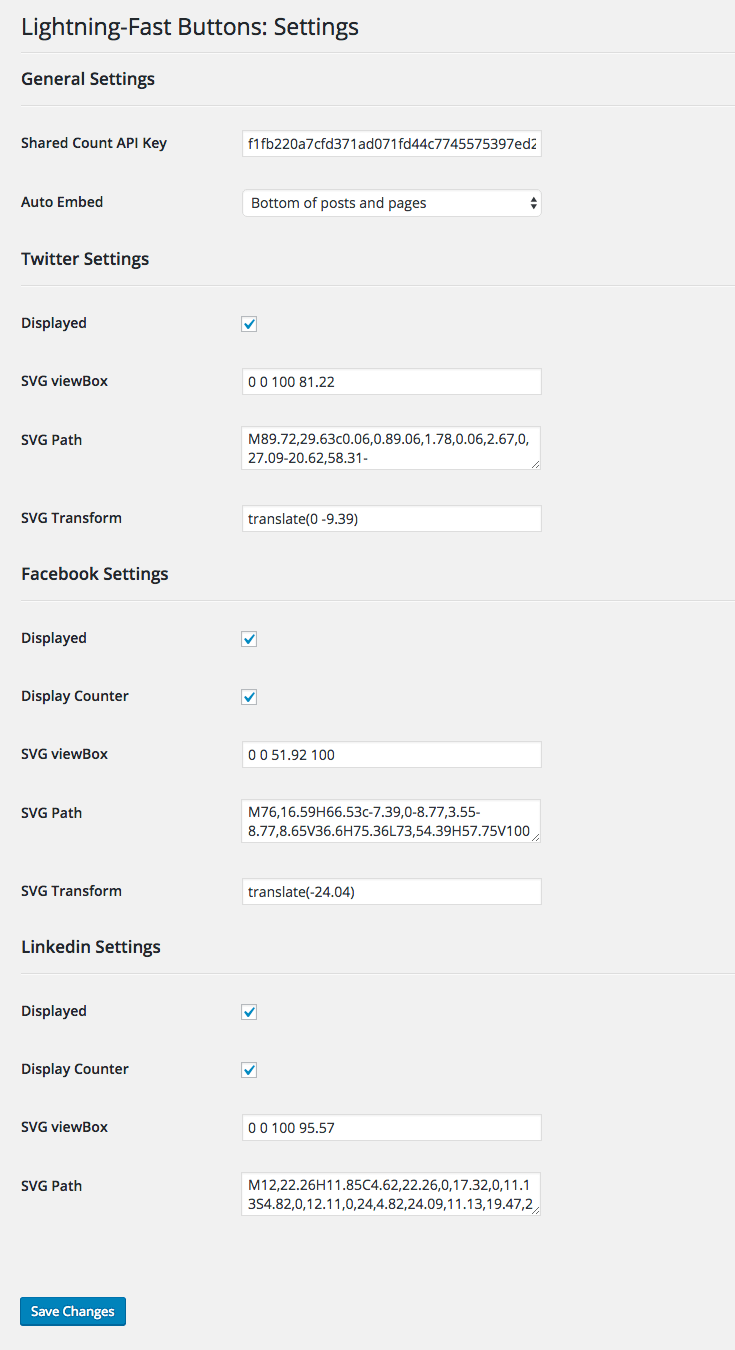 Lightning-Fast Buttons: Settings
General Settings
Shared Count API Key
f1fb220a7cfd371ad071fd44c7745575397ed2
Auto Embed
Bottom of posts and pages
Twitter Settings
Displayed
SVG viewBox
0 0 100 81.22
SVG Path
M89.72,29.63c0.06,0.89.06,1.78,0.06,2.67,0,
27.09-20.62,58.31-
SVG Transform
translate(0 -9.39)
Facebook Settings
Displayed
Display Counter
SVG viewBox
0 0 51.92 100
SVG Path
M76,16.59H66.53c-7.39,0-8.77,3.55-
8.77,8.65V36.6H75.36L73,54.39H57.75V100
SVG Transform
translate(-24.04)
Linkedin Settings
Displayed
Display Counter
SVG viewBox
0 0 100 95.57
SVG Path
M12,22.26H11.85C4.62,22.26,0,17.32,0,11.1
3S4.82,0,12.11,0,24,4.82,24.09,11.13,19.47,2
Save Changes